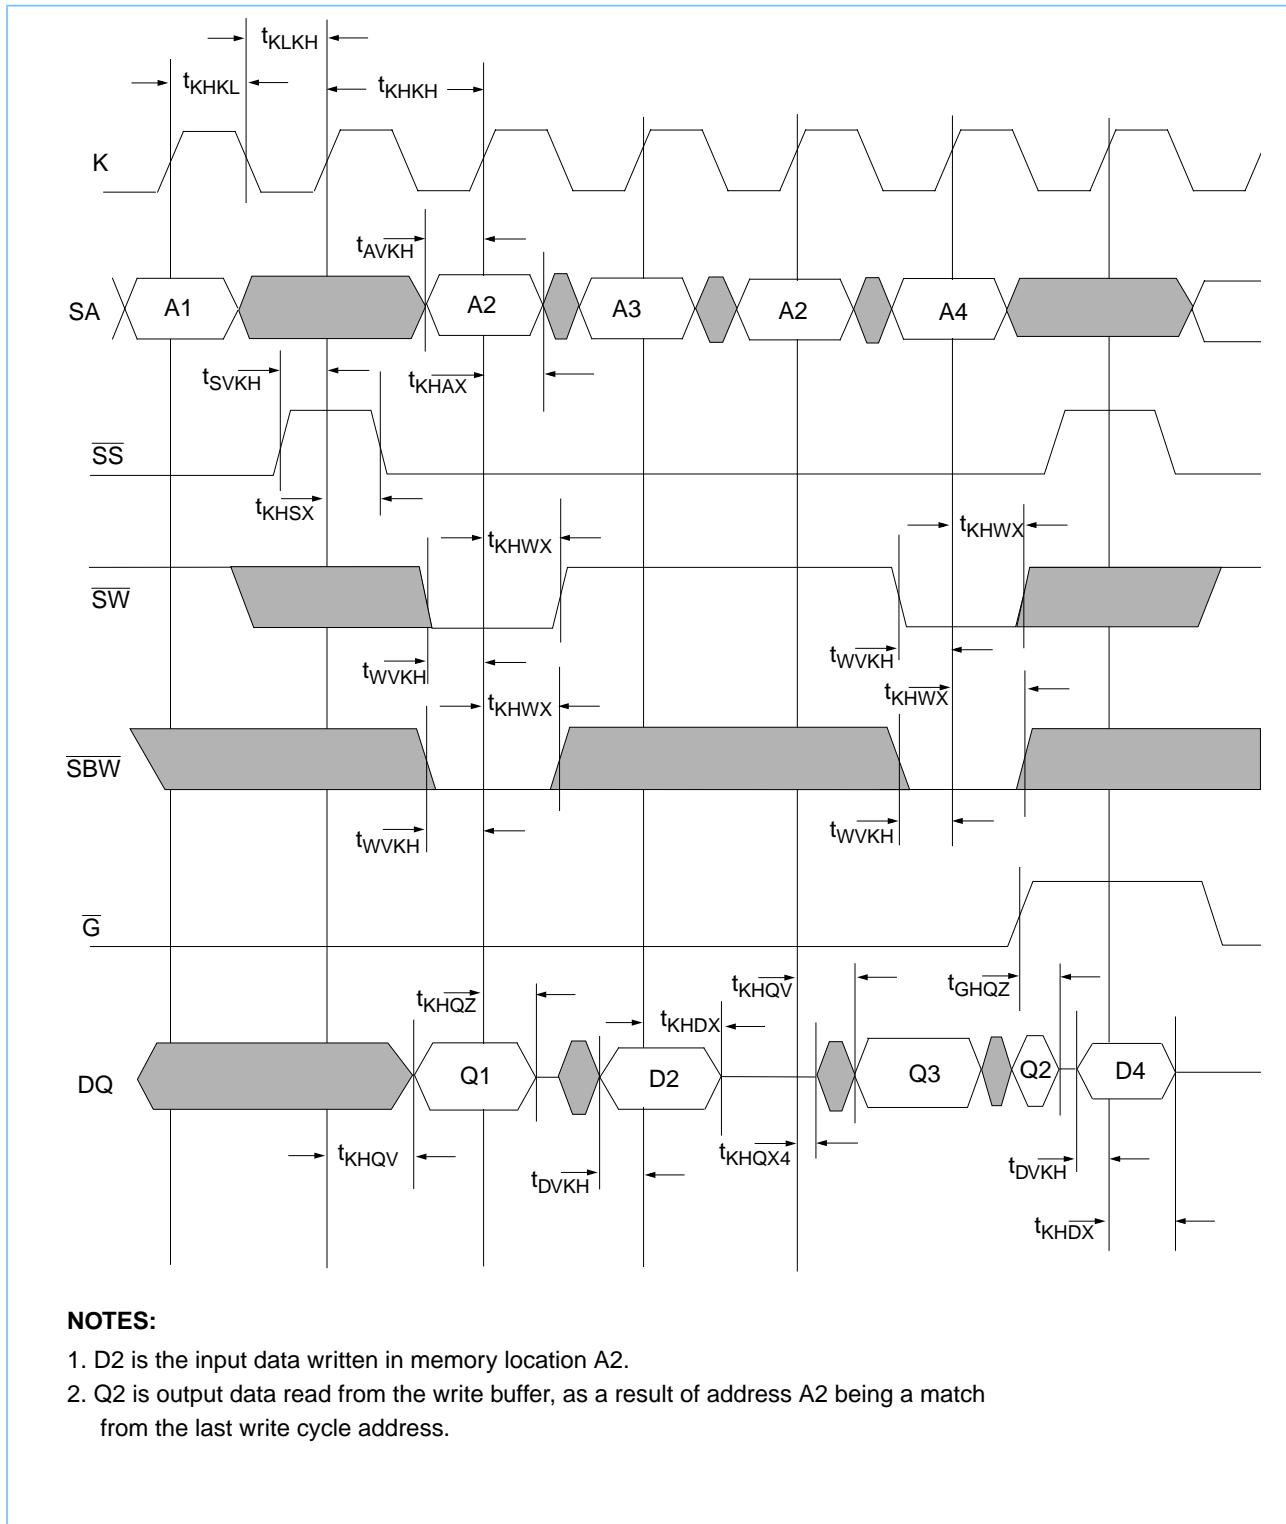 tKLKH
tKHKL
tKHKH
K
tAVKH
SA A1 A2 A3 A2 A4
tSVKH tKHAX
SS
tKHSX
tKHWX tKHWX
SW
tWVKH tWVKH
tKHWX tKHWX
SBW
tWVKH tWVKH
G
tKHQZ tKHQV tGHQZ
tKHDX
DQ Q1 D2 Q3 Q2 D4
tKHQV tDVKH tKHQX4 tDVKH
tKHDX
NOTES:
1. D2 is the input data written in memory location A2.
2. Q2 is output data read from the write buffer, as a result of address A2 being a match
from the last write cycle address.